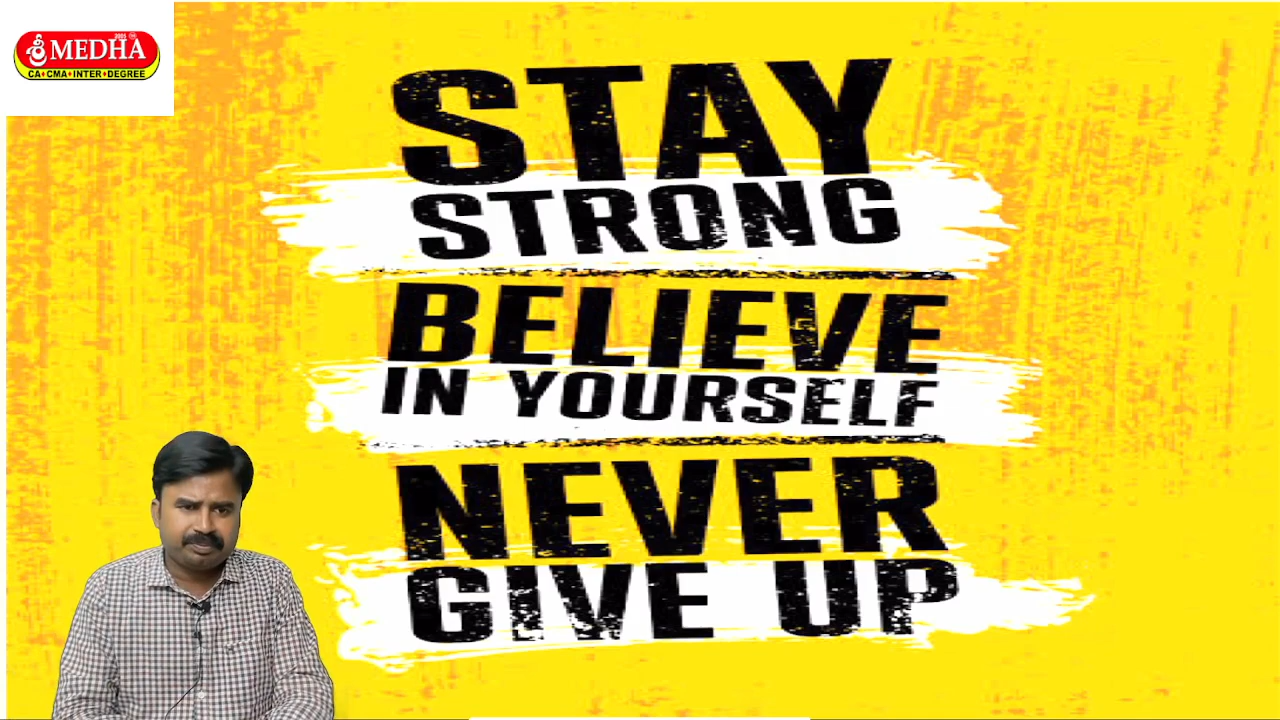 శ్రీ MEDHA
CA♦CMA♦INTER♦DEGREE
STAY
STRONG
BELIEVE
IN YOURSELF
NEVER
GIVE UP